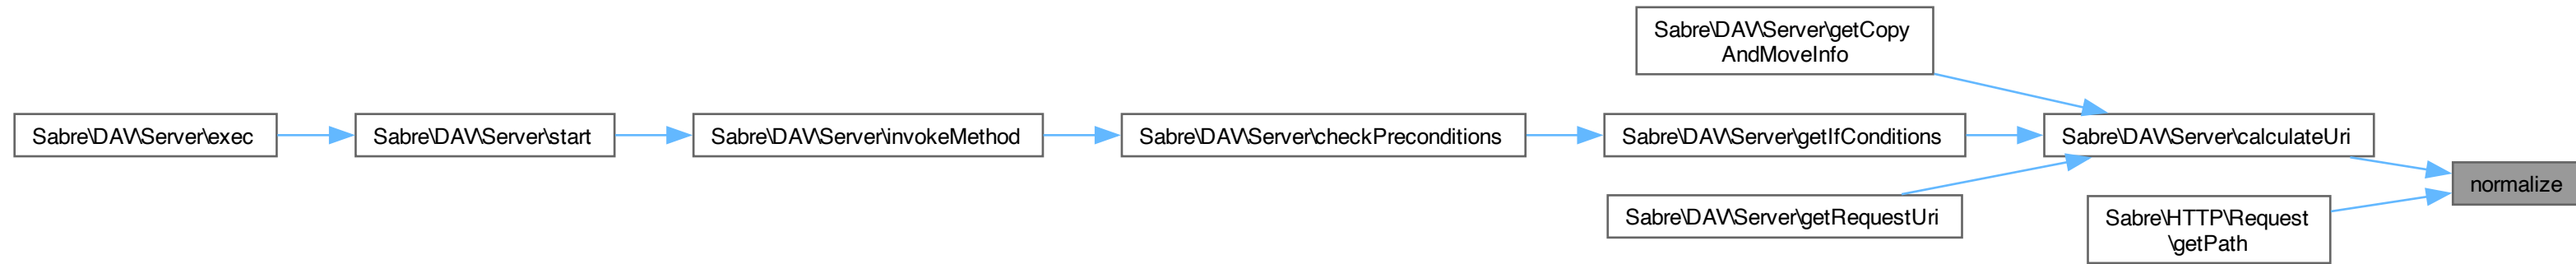 Sabre\DAV\Server\getCopy
AndMoveInfo
Sabre\DAV\Server\exec
Sabre\DAV\Server\start
Sabre\DAV\Server\invokeMethod
Sabre\DAV\Server\checkPreconditions
Sabre\DAV\Server\getIfConditions
Sabre\DAV\Server\calculateUri
normalize
Sabre\DAV\Server\getRequestUri
Sabre\HTTP\Request
\getPath